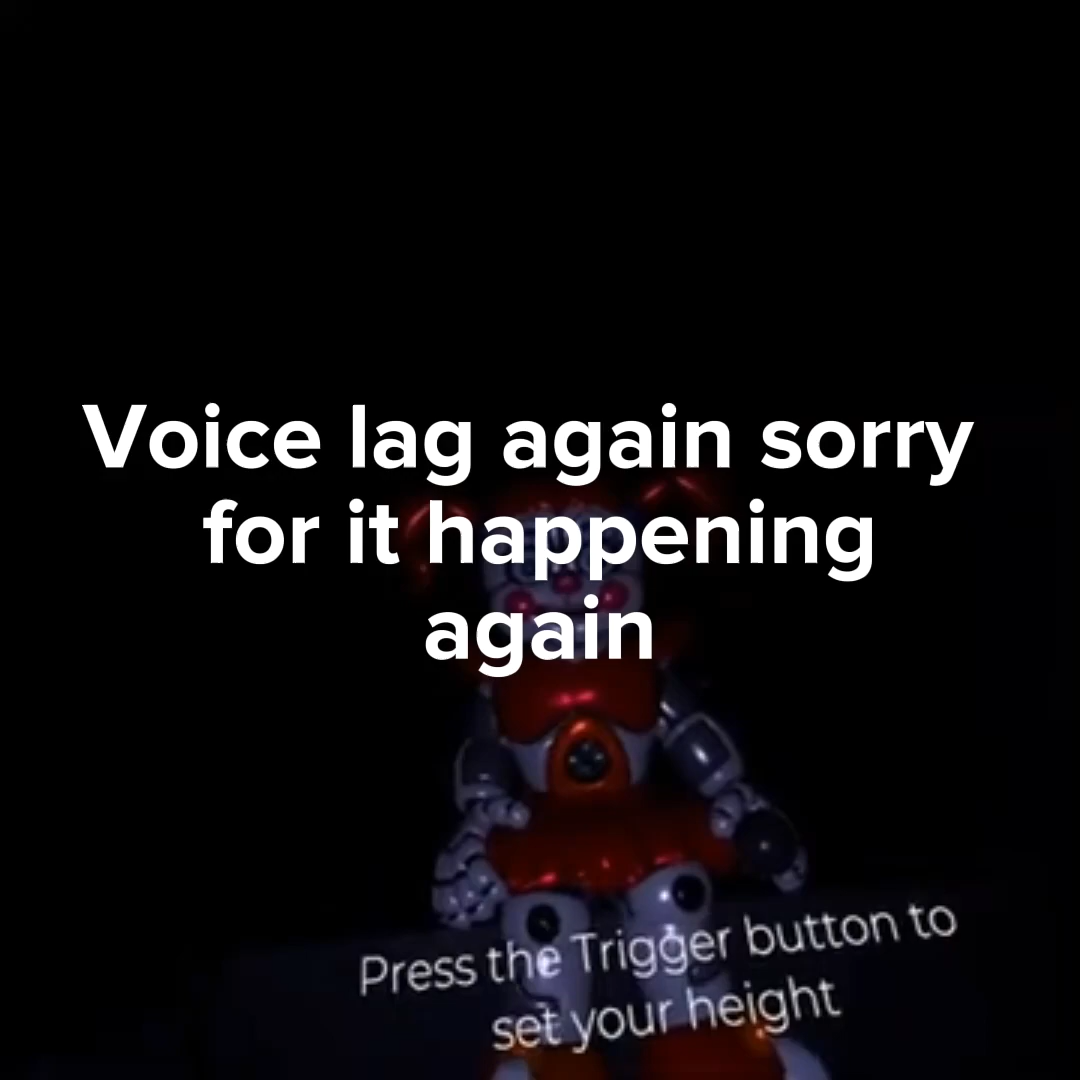 Voice lag again sorry
for it happening
again
Press the Trigger button to
set your height